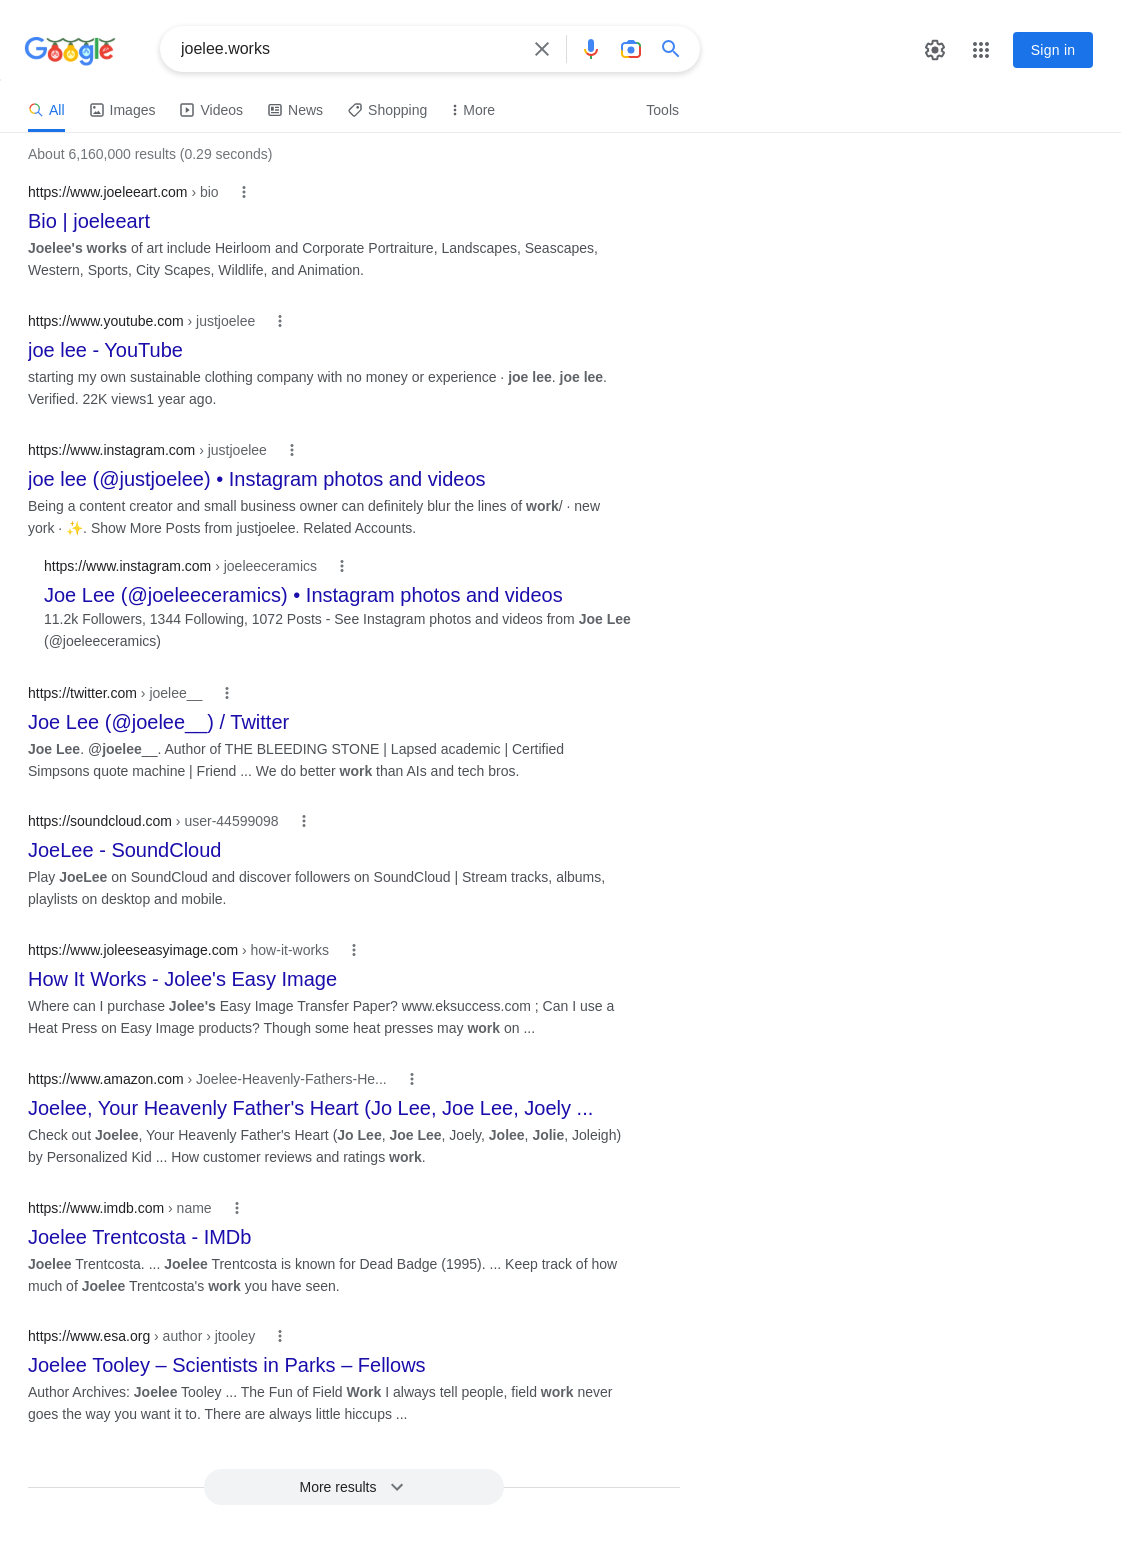 Google
joelee.works
Sign in
All Images Videos News Shopping More Tools
About 6,160,000 results (0.29 seconds)
https://www.joeleeart.com › bio
Bio | joeleeart
Joelee's works of art include Heirloom and Corporate Portraiture, Landscapes, Seascapes,
Western, Sports, City Scapes, Wildlife, and Animation.
https://www.youtube.com › justjoelee
joe lee - YouTube
starting my own sustainable clothing company with no money or experience · joe lee. joe lee.
Verified. 22K views1 year ago.
https://www.instagram.com › justjoelee
joe lee (@justjoelee) • Instagram photos and videos
Being a content creator and small business owner can definitely blur the lines of work/ · new
york · ✨. Show More Posts from justjoelee. Related Accounts.
https://www.instagram.com › joeleeceramics
Joe Lee (@joeleeceramics) • Instagram photos and videos
11.2k Followers, 1344 Following, 1072 Posts - See Instagram photos and videos from Joe Lee
(@joeleeceramics)
https://twitter.com › joelee__
Joe Lee (@joelee__) / Twitter
Joe Lee. @joelee__. Author of THE BLEEDING STONE | Lapsed academic | Certified
Simpsons quote machine | Friend ... We do better work than AIs and tech bros.
https://soundcloud.com › user-44599098
JoeLee - SoundCloud
Play JoeLee on SoundCloud and discover followers on SoundCloud | Stream tracks, albums,
playlists on desktop and mobile.
https://www.joleeseasyimage.com › how-it-works
How It Works - Jolee's Easy Image
Where can I purchase Jolee's Easy Image Transfer Paper? www.eksuccess.com ; Can I use a
Heat Press on Easy Image products? Though some heat presses may work on ...
https://www.amazon.com › Joelee-Heavenly-Fathers-He...
Joelee, Your Heavenly Father's Heart (Jo Lee, Joe Lee, Joely ...
Check out Joelee, Your Heavenly Father's Heart (Jo Lee, Joe Lee, Joely, Jolee, Jolie, Joleigh)
by Personalized Kid ... How customer reviews and ratings work.
https://www.imdb.com › name
Joelee Trentcosta - IMDb
Joelee Trentcosta. ... Joelee Trentcosta is known for Dead Badge (1995). ... Keep track of how
much of Joelee Trentcosta's work you have seen.
https://www.esa.org › author › jtooley
Joelee Tooley – Scientists in Parks – Fellows
Author Archives: Joelee Tooley ... The Fun of Field Work I always tell people, field work never
goes the way you want it to. There are always little hiccups ...
More results